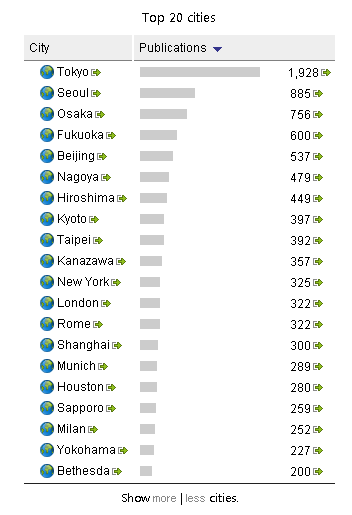 Top 20 cities
City Publications
Tokyo 1,928
Seoul 885
Osaka 756
Fukuoka 600
Beijing 537
Nagoya 479
Hiroshima 449
Kyoto 397
Taipei 392
Kanazawa 357
New York 325
London 322
Rome 322
Shanghai 300
Munich 289
Houston 280
Sapporo 259
Milan 252
Yokohama 227
Bethesda 200
Show more | less cities.